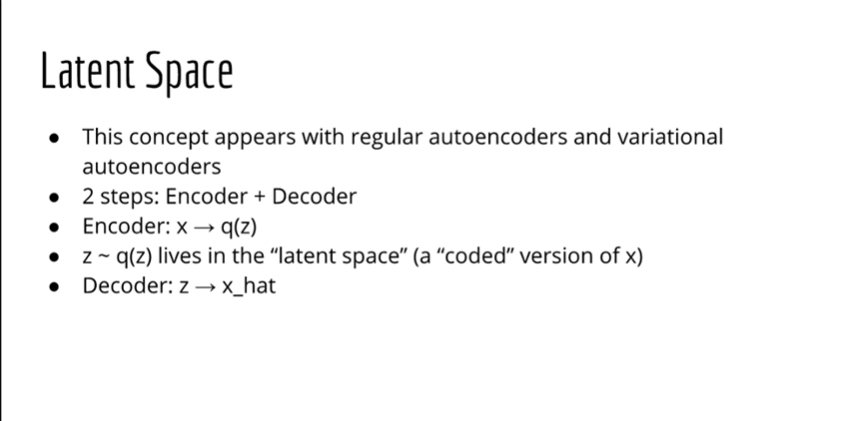 Latent Space
● This concept appears with regular autoencoders and variational
autoencoders
● 2 steps: Encoder + Decoder
● Encoder: x → q(z)
● z ~ q(z) lives in the “latent space” (a “coded” version of x)
● Decoder: z → x_hat